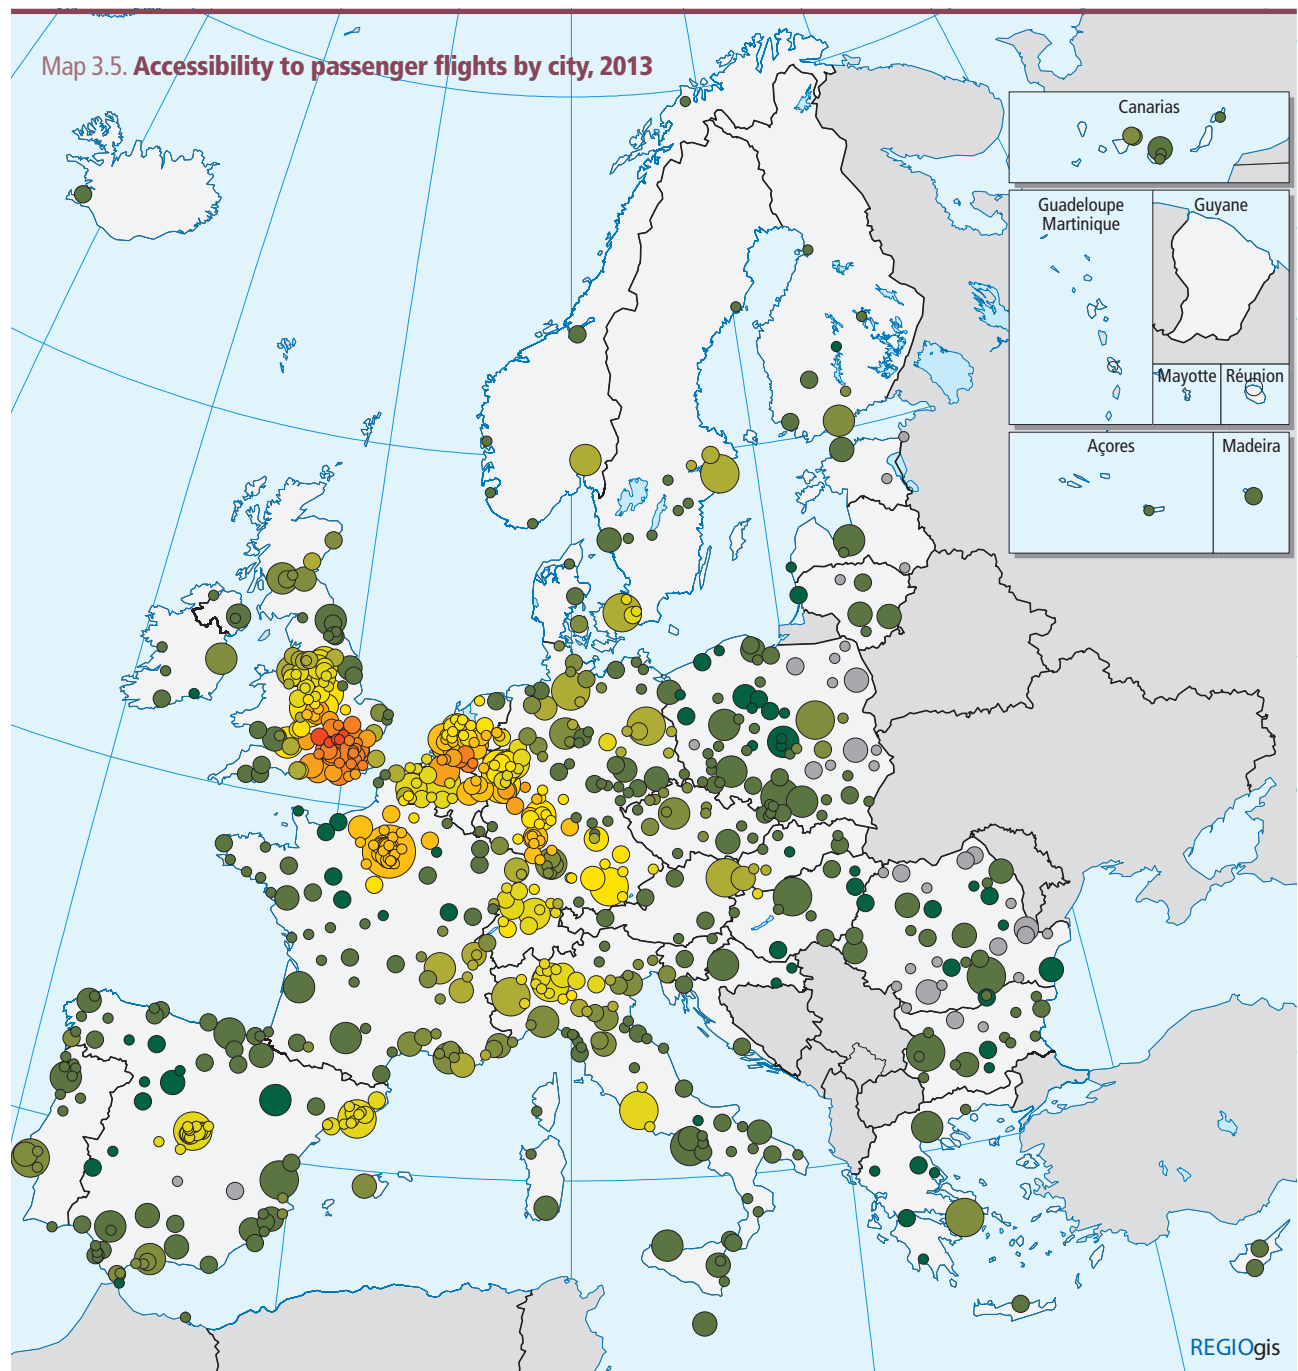 Map 3.5. Accessibility to passenger flights by city, 2013
Canarias
Guadeloupe
Martinique
Guyane
Mayotte
Réunion
Açores
Madeira
REGIOgis